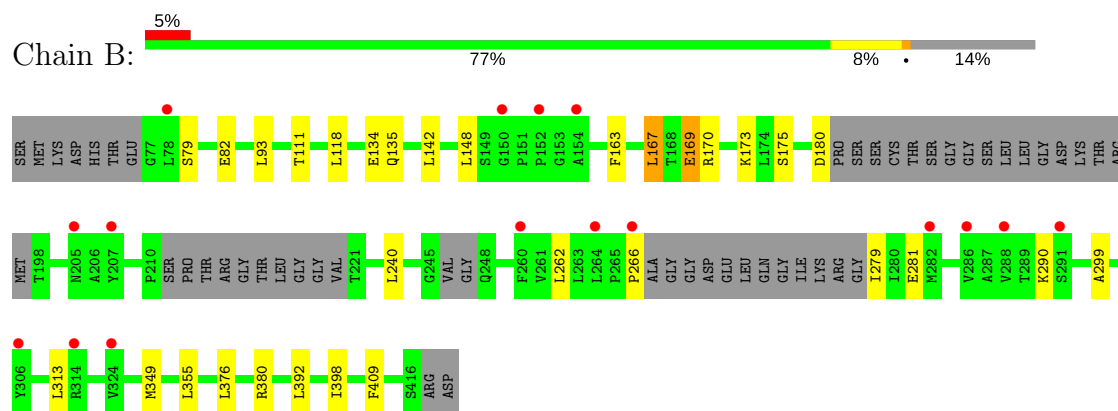 5%
Chain B:
77% 8% • 14%
SER MET LYS ASP HIS THR GLU G77 L78 S79 E82 L93 T111 L118 E134 Q135 L142 L148 S149 G150 P151 P152 G153 A154 F163 L167 T168 E169 R170 K173 L174 S175 D180 PRO SER SER CYS THR SER GLY GLY SER LEU LEU GLY ASP LYS THR ARG
MET T198 N205 A206 Y207 P210 SER PRO THR ARG GLY THR LEU GLY GLY VAL T221 L240 G245 VAL GLY Q248 F260 V261 L262 L263 L264 P265 P266 ALA GLY GLY ASP GLU LEU GLN GLY ILE LYS ARG GLY I279 I280 E281 M282 V286 A287 V288 T289 K290 S291 A299
Y306 L313 R314 V324 M349 L355 L376 R380 L392 I398 F409 S416 ARG ASP